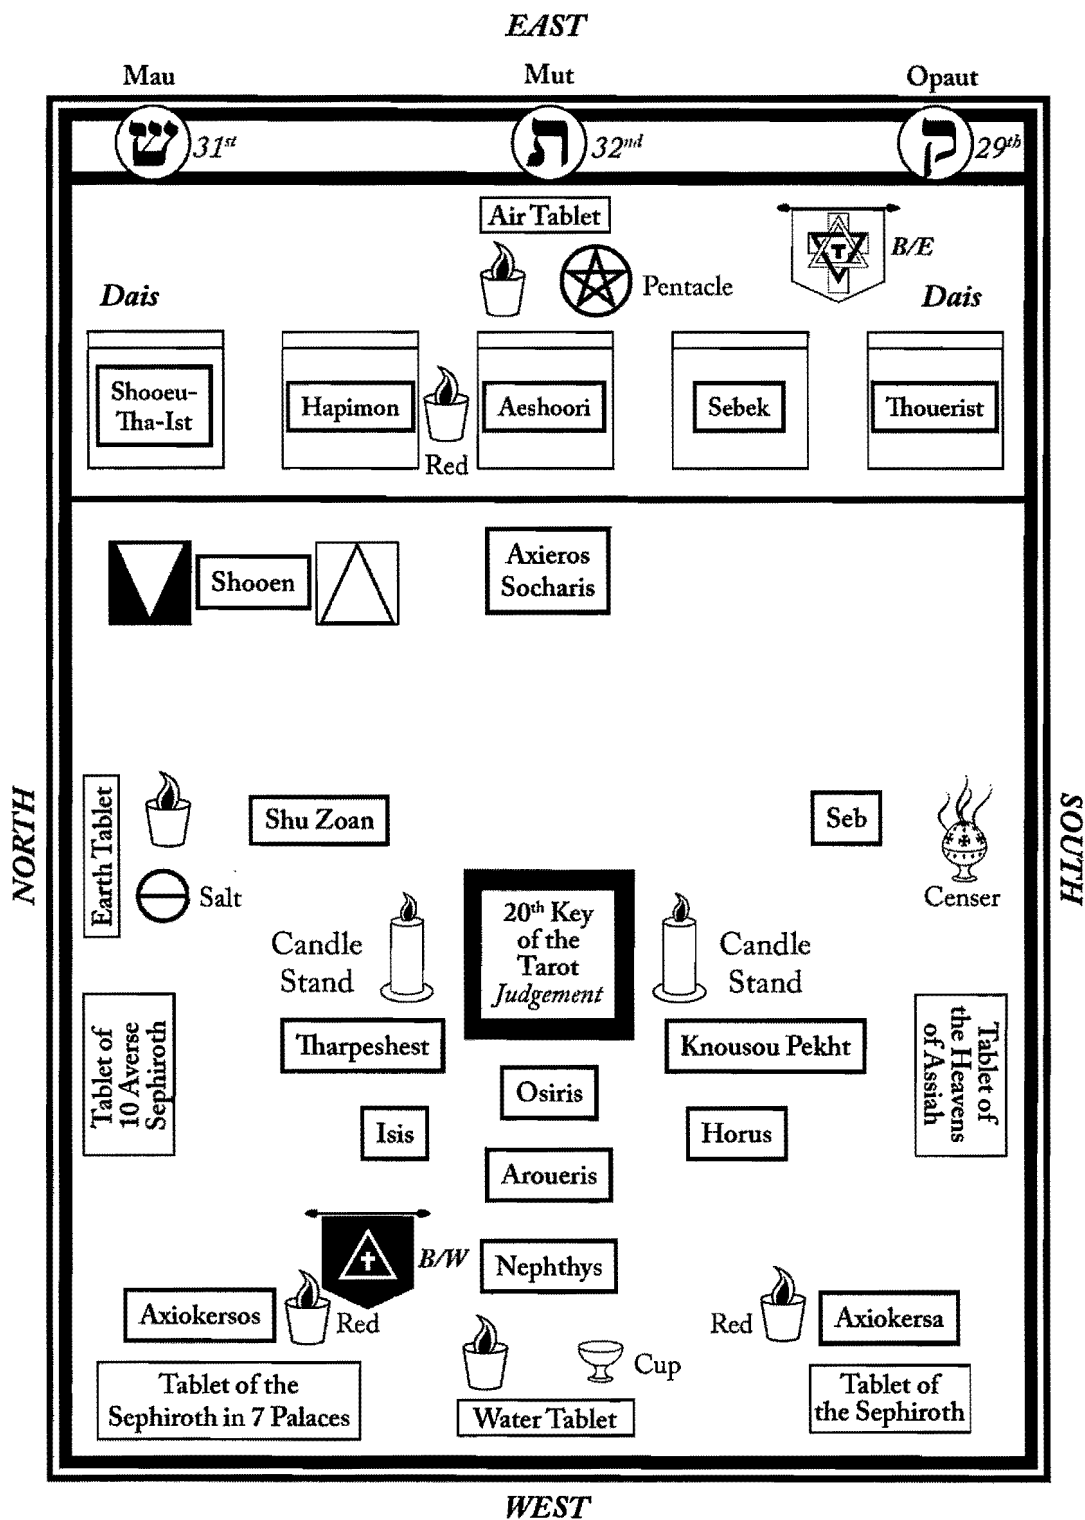 EAST
Mau
Mut
Opaut
ש 31st
ת 32nd
ק 29th
Air Tablet
B/E
Pentacle
Dais
Dais
Shooeu-
Tha-Ist
Hapimon
Aeshoori
Sebek
Thouerist
Red
Shooen
Axieros
Socharis
NORTH
SOUTH
Earth Tablet
Shu Zoan
Seb
Salt
Censer
20th Key
of the
Tarot
Judgement
Candle
Stand
Candle
Stand
Tablet of
10 Averse
Sephiroth
Tharpeshest
Knousou Pekht
Tablet of
the Heavens
of Assiah
Osiris
Isis
Horus
Aroueris
B/W
Nephthys
Axiokersos
Red
Red
Axiokersa
Cup
Tablet of the
Sephiroth in 7 Palaces
Water Tablet
Tablet of
the Sephiroth
WEST